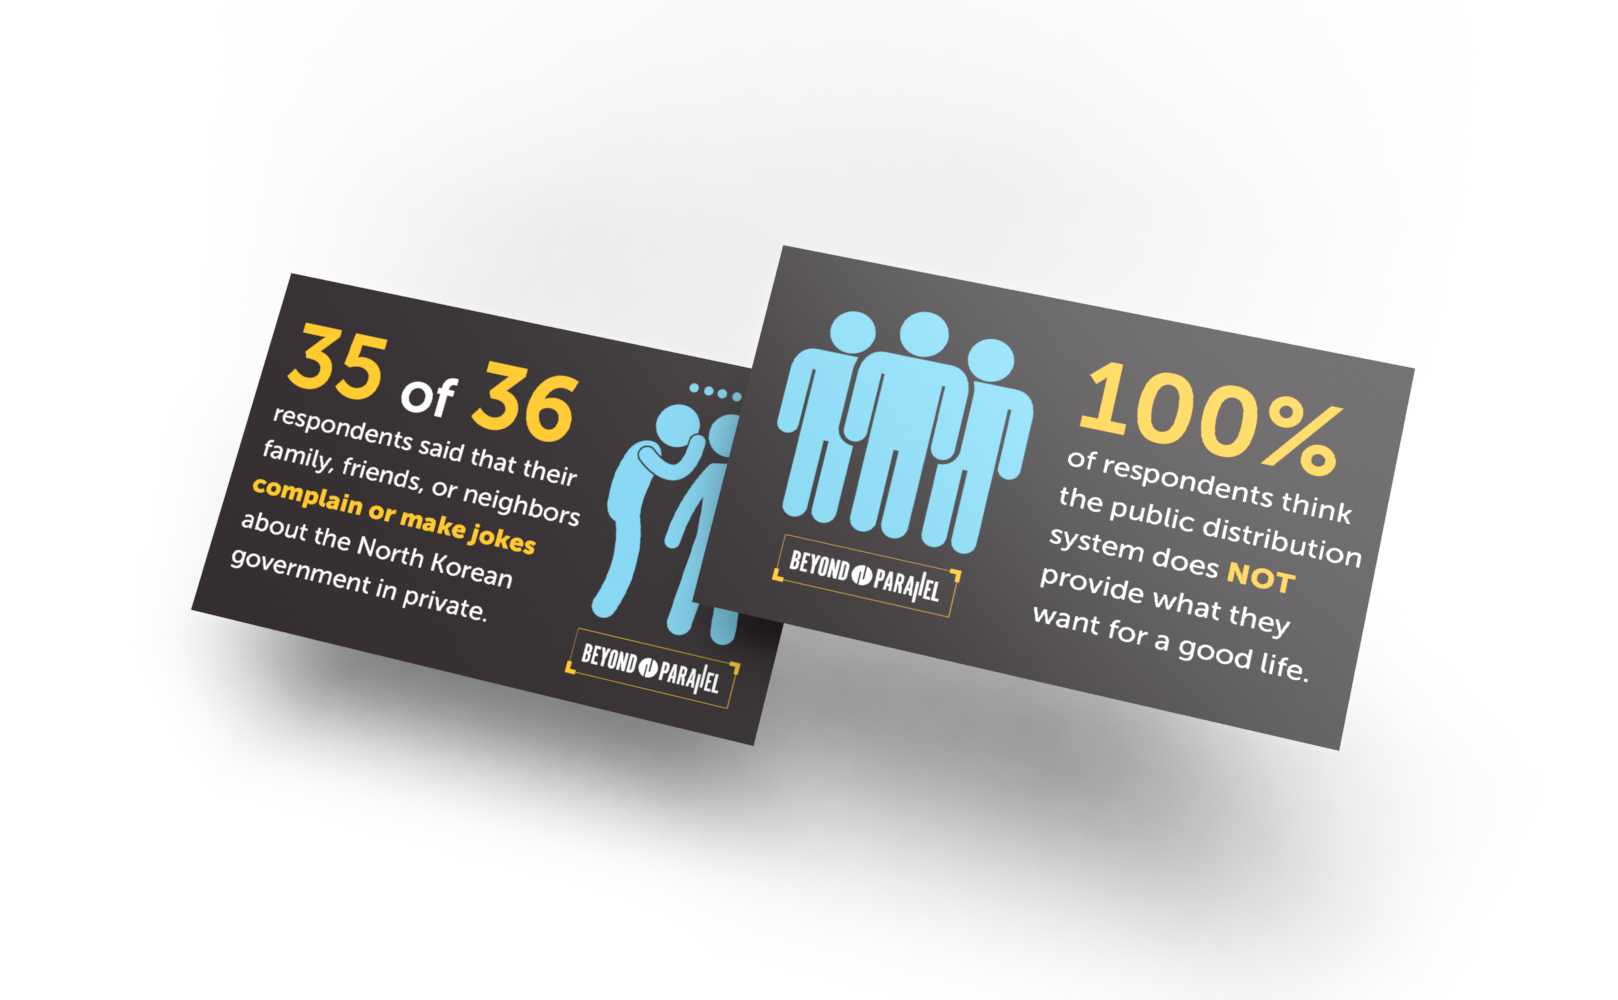 35 of 36
respondents said that their
family, friends, or neighbors
complain or make jokes
about the North Korean
government in private.
BEYOND PARALLEL
100%
of respondents think
the public distribution
system does NOT
provide what they
want for a good life.
BEYOND PARALLEL